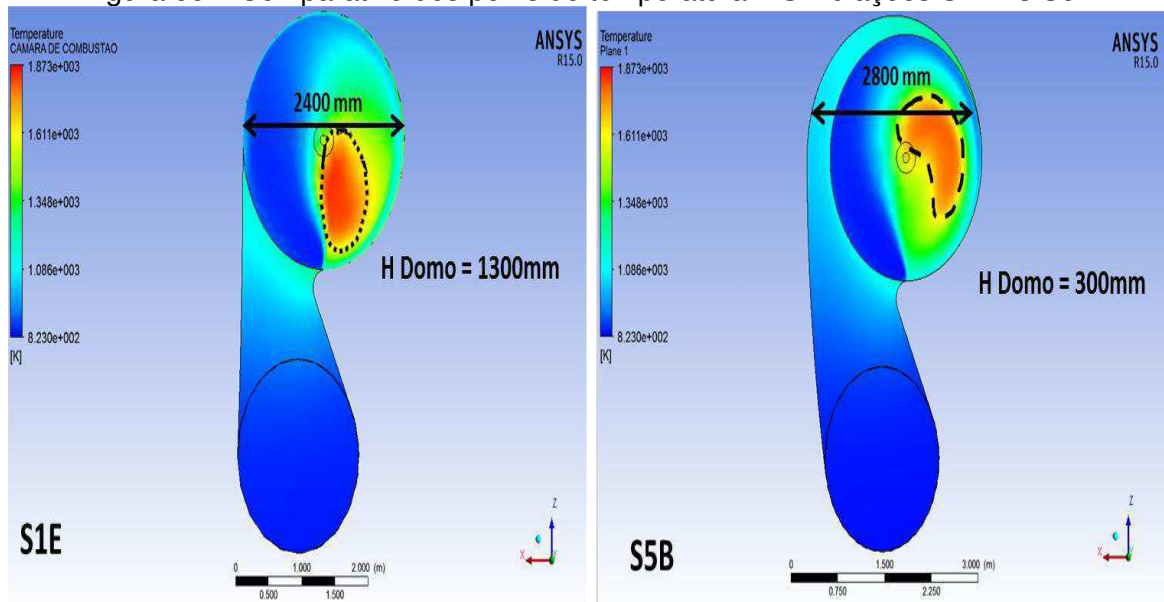 Temperature
CAMARA DE COMBUSTAO
1.873e+003
1.611e+003
1.348e+003
1.086e+003
8.230e+002
[K]
ANSYS
R15.0
2400 mm
H Domo = 1300mm
S1E
0 1.000 2.000 (m)
0.500 1.500
Z
X
Temperature
Plane 1
1.873e+003
1.611e+003
1.348e+003
1.086e+003
8.230e+002
[K]
ANSYS
R15.0
2800 mm
H Domo = 300mm
S5B
0 1.500 3.000 (m)
0.750 2.250
Z
X